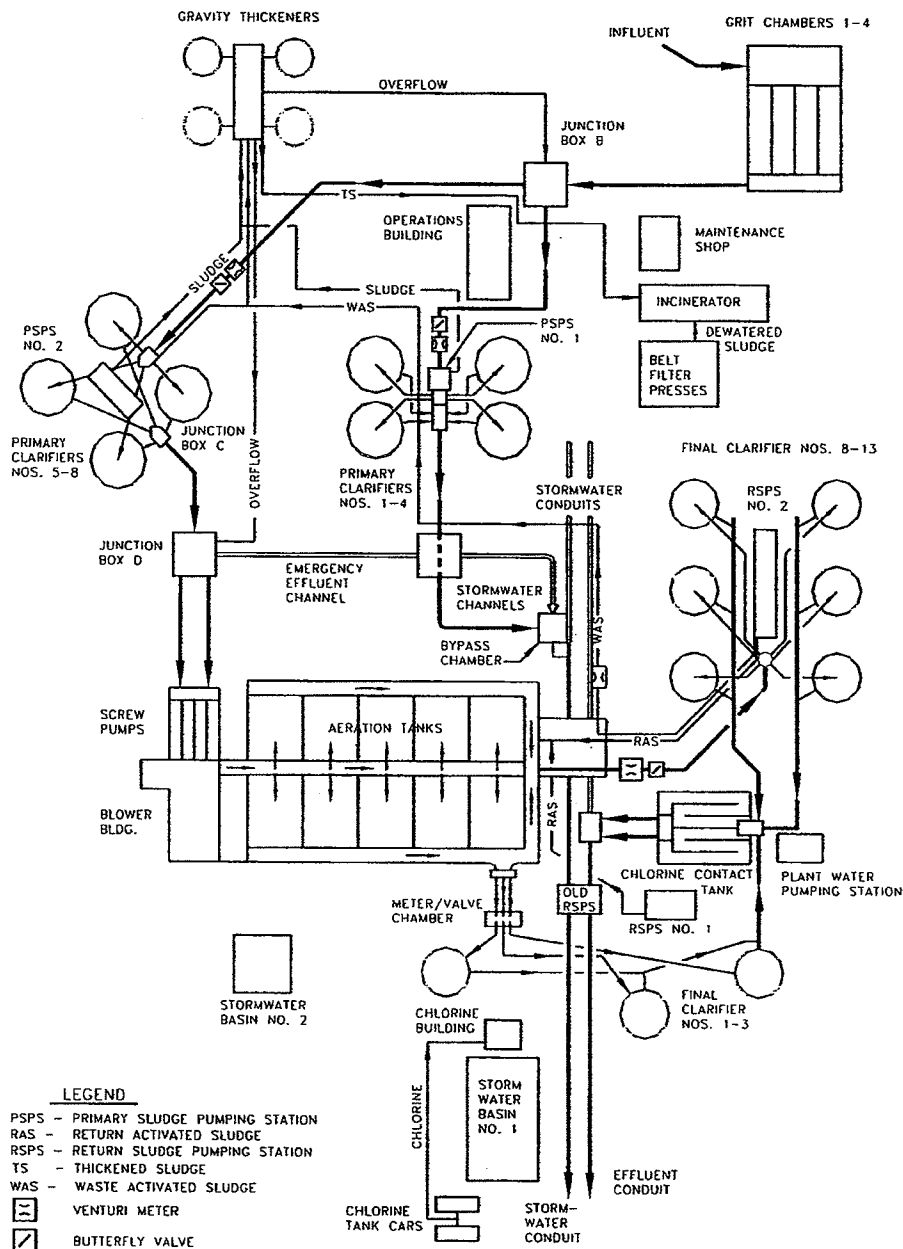 GRAVITY THICKENERS
GRIT CHAMBERS 1-4
INFLUENT
OVERFLOW
JUNCTION
BOX B
TS
OPERATIONS
BUILDING
MAINTENANCE
SHOP
SLUDGE
SLUDGE
WAS
INCINERATOR
DEWATERED
SLUDGE
PSPS
NO. 2
PSPS
NO. 1
BELT
FILTER
PRESSES
JUNCTION
BOX C
PRIMARY
CLARIFIERS
NOS. 5-8
OVERFLOW
PRIMARY
CLARIFIERS
NOS. 1-4
STORMWATER
CONDUITS
FINAL CLARIFIER NOS. 8-13
RSPS
NO. 2
JUNCTION
BOX D
EMERGENCY
EFFLUENT
CHANNEL
STORMWATER
CHANNELS
BYPASS
CHAMBER
WAS
SCREW
PUMPS
AERATION TANKS
RAS
RAS
BLOWER
BLDG.
CHLORINE CONTACT
TANK
PLANT WATER
PUMPING STATION
METER/VALVE
CHAMBER
OLD
RSPS
RSPS NO. 1
STORMWATER
BASIN NO. 2
FINAL
CLARIFIER
NOS. 1-3
CHLORINE
BUILDING
CHLORINE
STORM
WATER
BASIN
NO. 1
CHLORINE
TANK CARS
EFFLUENT
CONDUIT
STORM-
WATER
CONDUIT
LEGEND
PSPS - PRIMARY SLUDGE PUMPING STATION
RAS - RETURN ACTIVATED SLUDGE
RSPS - RETURN SLUDGE PUMPING STATION
TS - THICKENED SLUDGE
WAS - WASTE ACTIVATED SLUDGE
VENTURI METER
BUTTERFLY VALVE